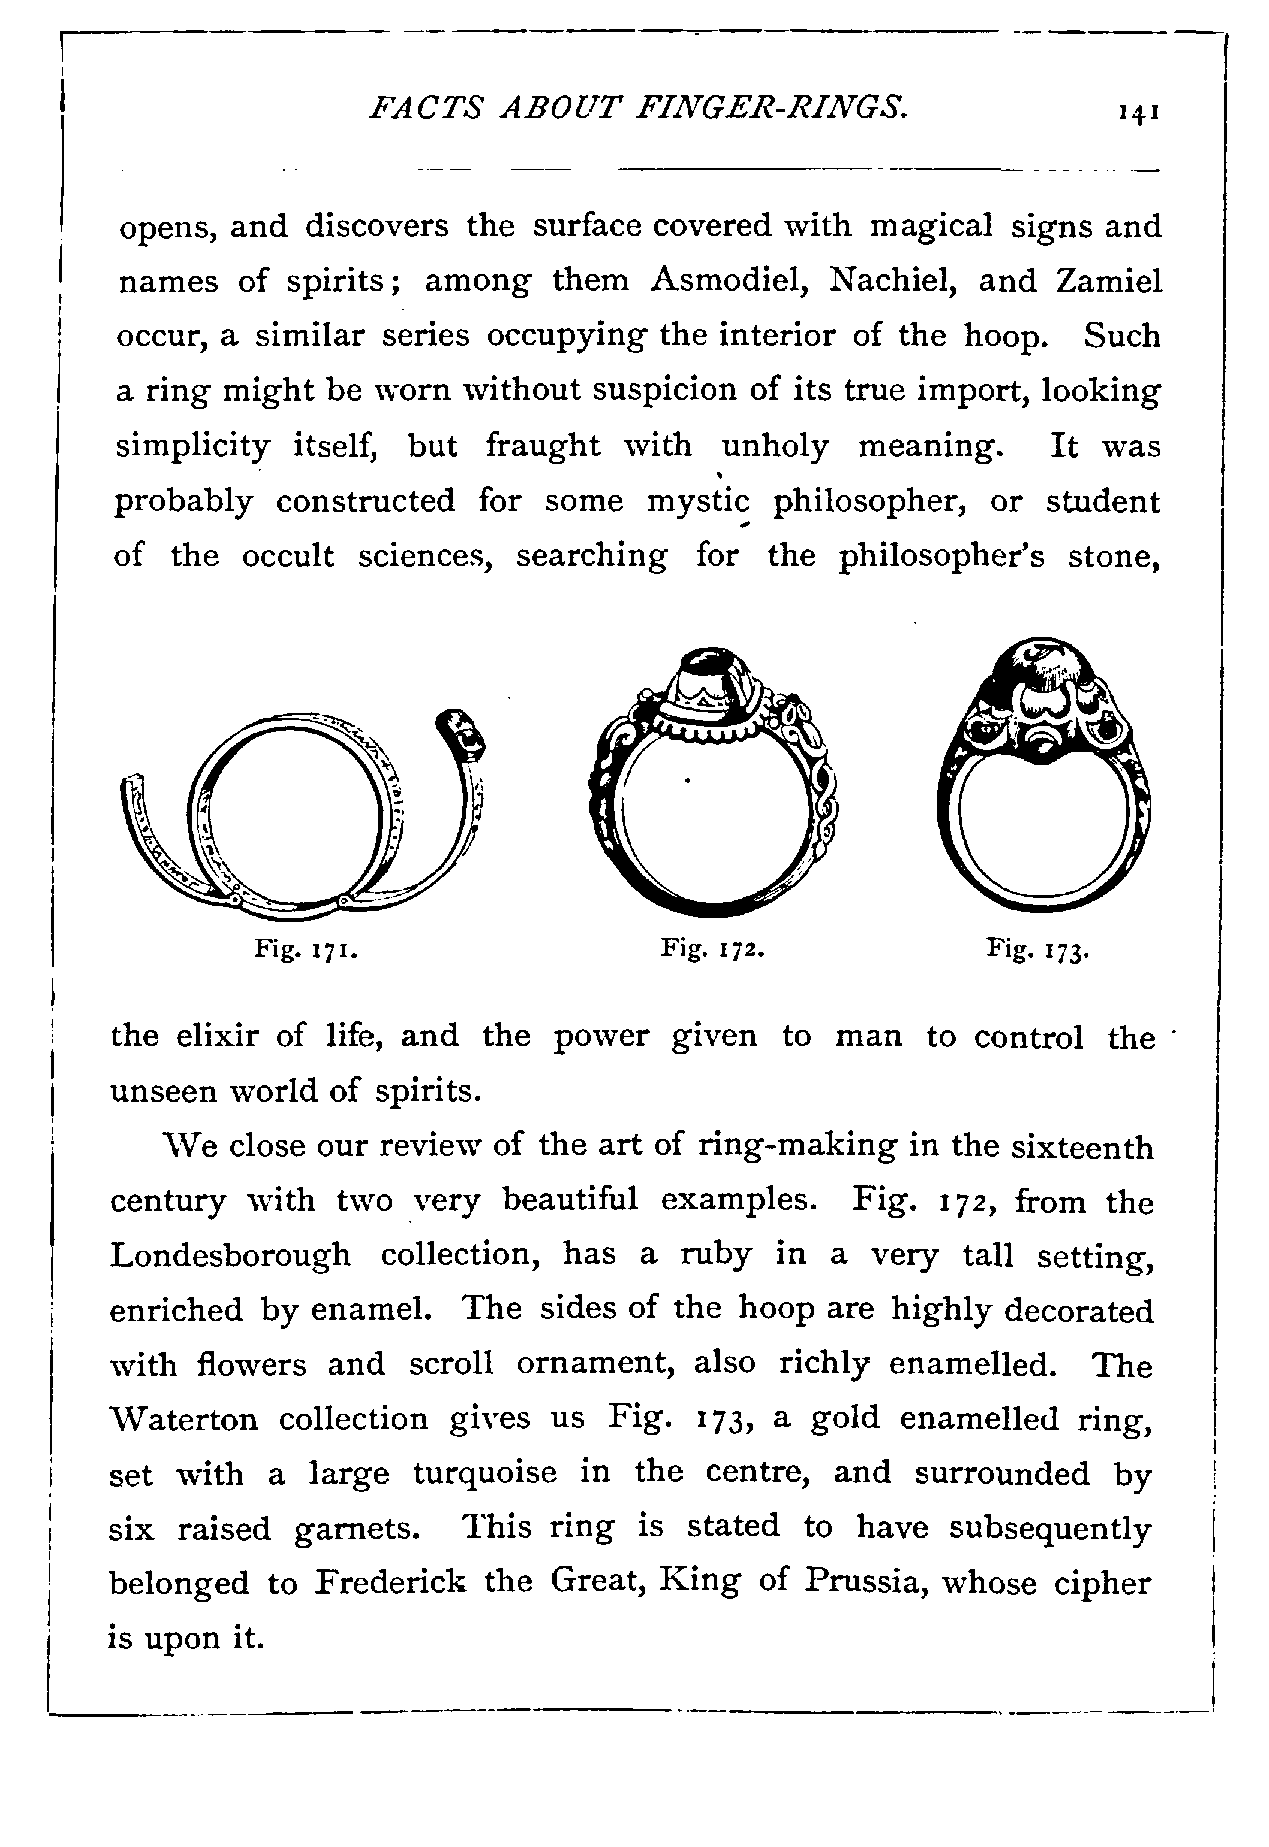 FACTS ABOUT FINGER-RINGS. 141
opens, and discovers the surface covered with magical signs and
names of spirits; among them Asmodiel, Nachiel, and Zamiel
occur, a similar series occupying the interior of the hoop. Such
a ring might be worn without suspicion of its true import, looking
simplicity itself, but fraught with unholy meaning. It was
probably constructed for some mystic philosopher, or student
of the occult sciences, searching for the philosopher's stone,
Fig. 171. Fig. 172. Fig. 173.
the elixir of life, and the power given to man to control the
unseen world of spirits.
We close our review of the art of ring-making in the sixteenth
century with two very beautiful examples. Fig. 172, from the
Londesborough collection, has a ruby in a very tall setting,
enriched by enamel. The sides of the hoop are highly decorated
with flowers and scroll ornament, also richly enamelled. The
Waterton collection gives us Fig. 173, a gold enamelled ring,
set with a large turquoise in the centre, and surrounded by
six raised garnets. This ring is stated to have subsequently
belonged to Frederick the Great, King of Prussia, whose cipher
is upon it.